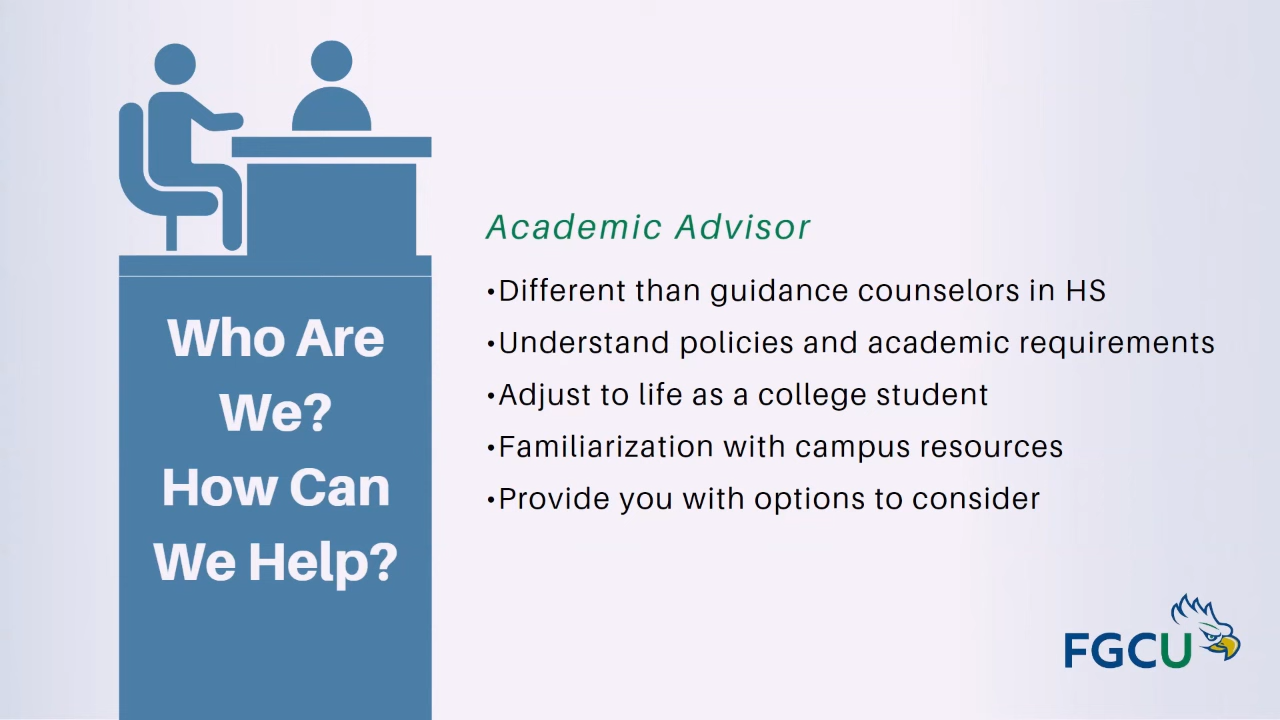 Who Are
We?
How Can
We Help?
Academic Advisor
•Different than guidance counselors in HS
•Understand policies and academic requirements
•Adjust to life as a college student
•Familiarization with campus resources
•Provide you with options to consider
FGCU